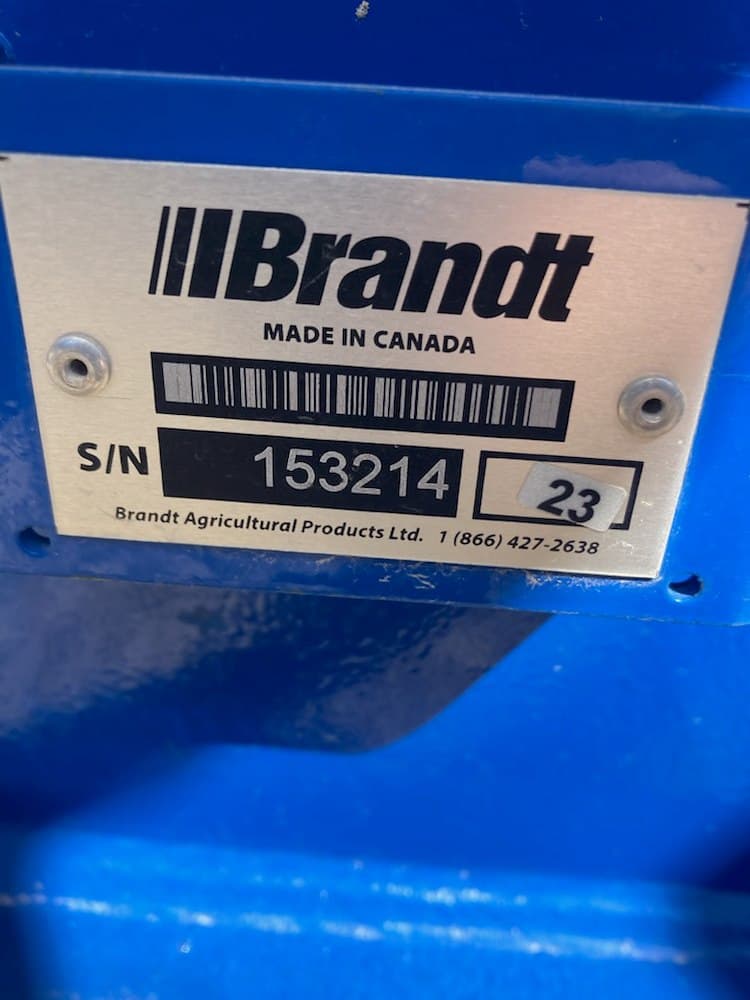 Brandt
MADE IN CANADA
S/N 153214 23
Brandt Agricultural Products Ltd. 1 (866) 427-2638